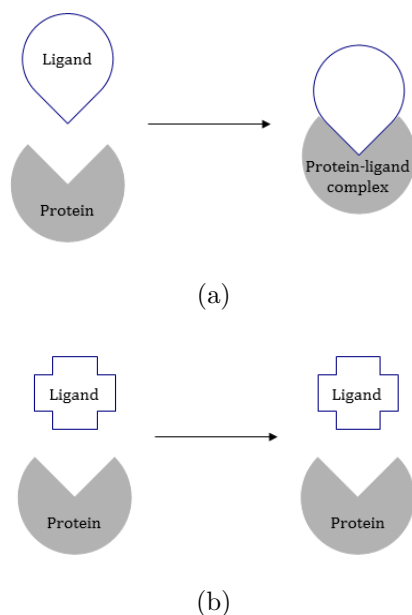 Ligand
Protein
Protein-ligand
complex
(a)
Ligand
Ligand
Protein
Protein
(b)